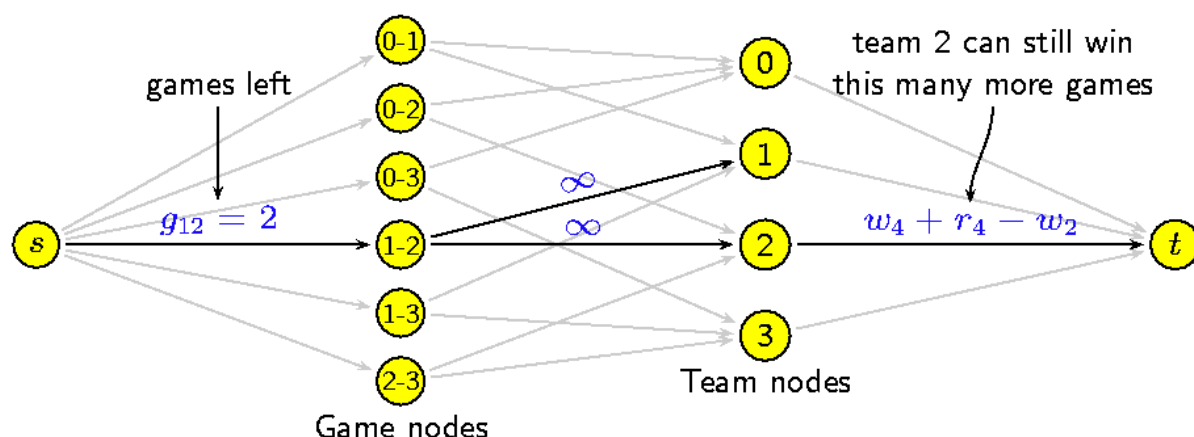 0-1
team 2 can still win
0
games left
this many more games
0-2
1
0-3
∞
g₁₂ = 2
∞
w₄ + r₄ − w₂
s
1-2
2
t
1-3
3
2-3
Team nodes
Game nodes